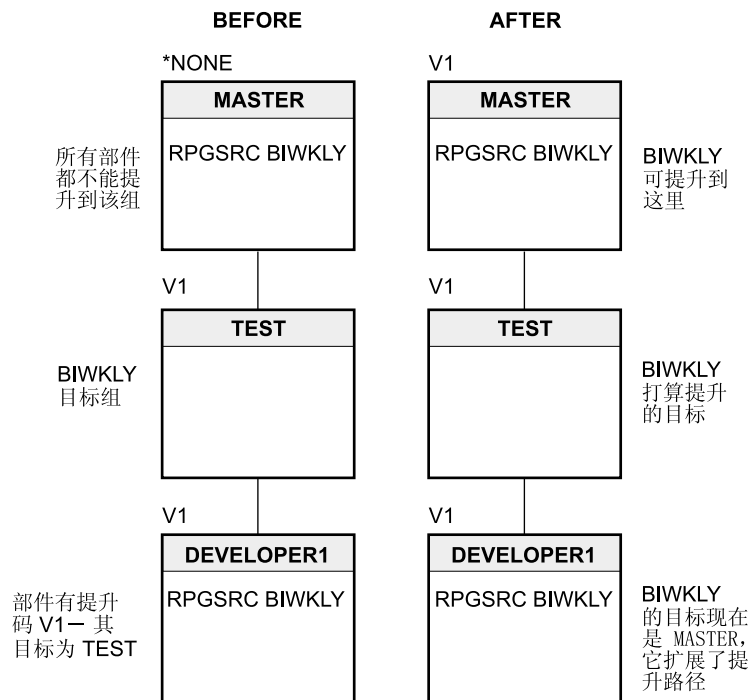 BEFORE
AFTER
*NONE
V1
MASTER
MASTER
所有部件
都不能提
升到该组
RPGSRC BIWKLY
RPGSRC BIWKLY
BIWKLY
可提升到
这里
V1
V1
TEST
TEST
BIWKLY
目标组
BIWKLY
打算提升
的目标
V1
V1
DEVELOPER1
DEVELOPER1
部件有提升
码 V1－ 其
目标为 TEST
RPGSRC BIWKLY
RPGSRC BIWKLY
BIWKLY
的目标现在
是 MASTER,
它扩展了提
升路径